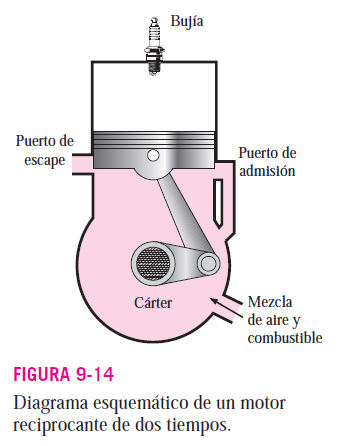 Bujía
Puerto de
escape
Puerto de
admisión
Cárter
Mezcla
de aire y
combustible
FIGURA 9-14
Diagrama esquemático de un motor
reciprocante de dos tiempos.